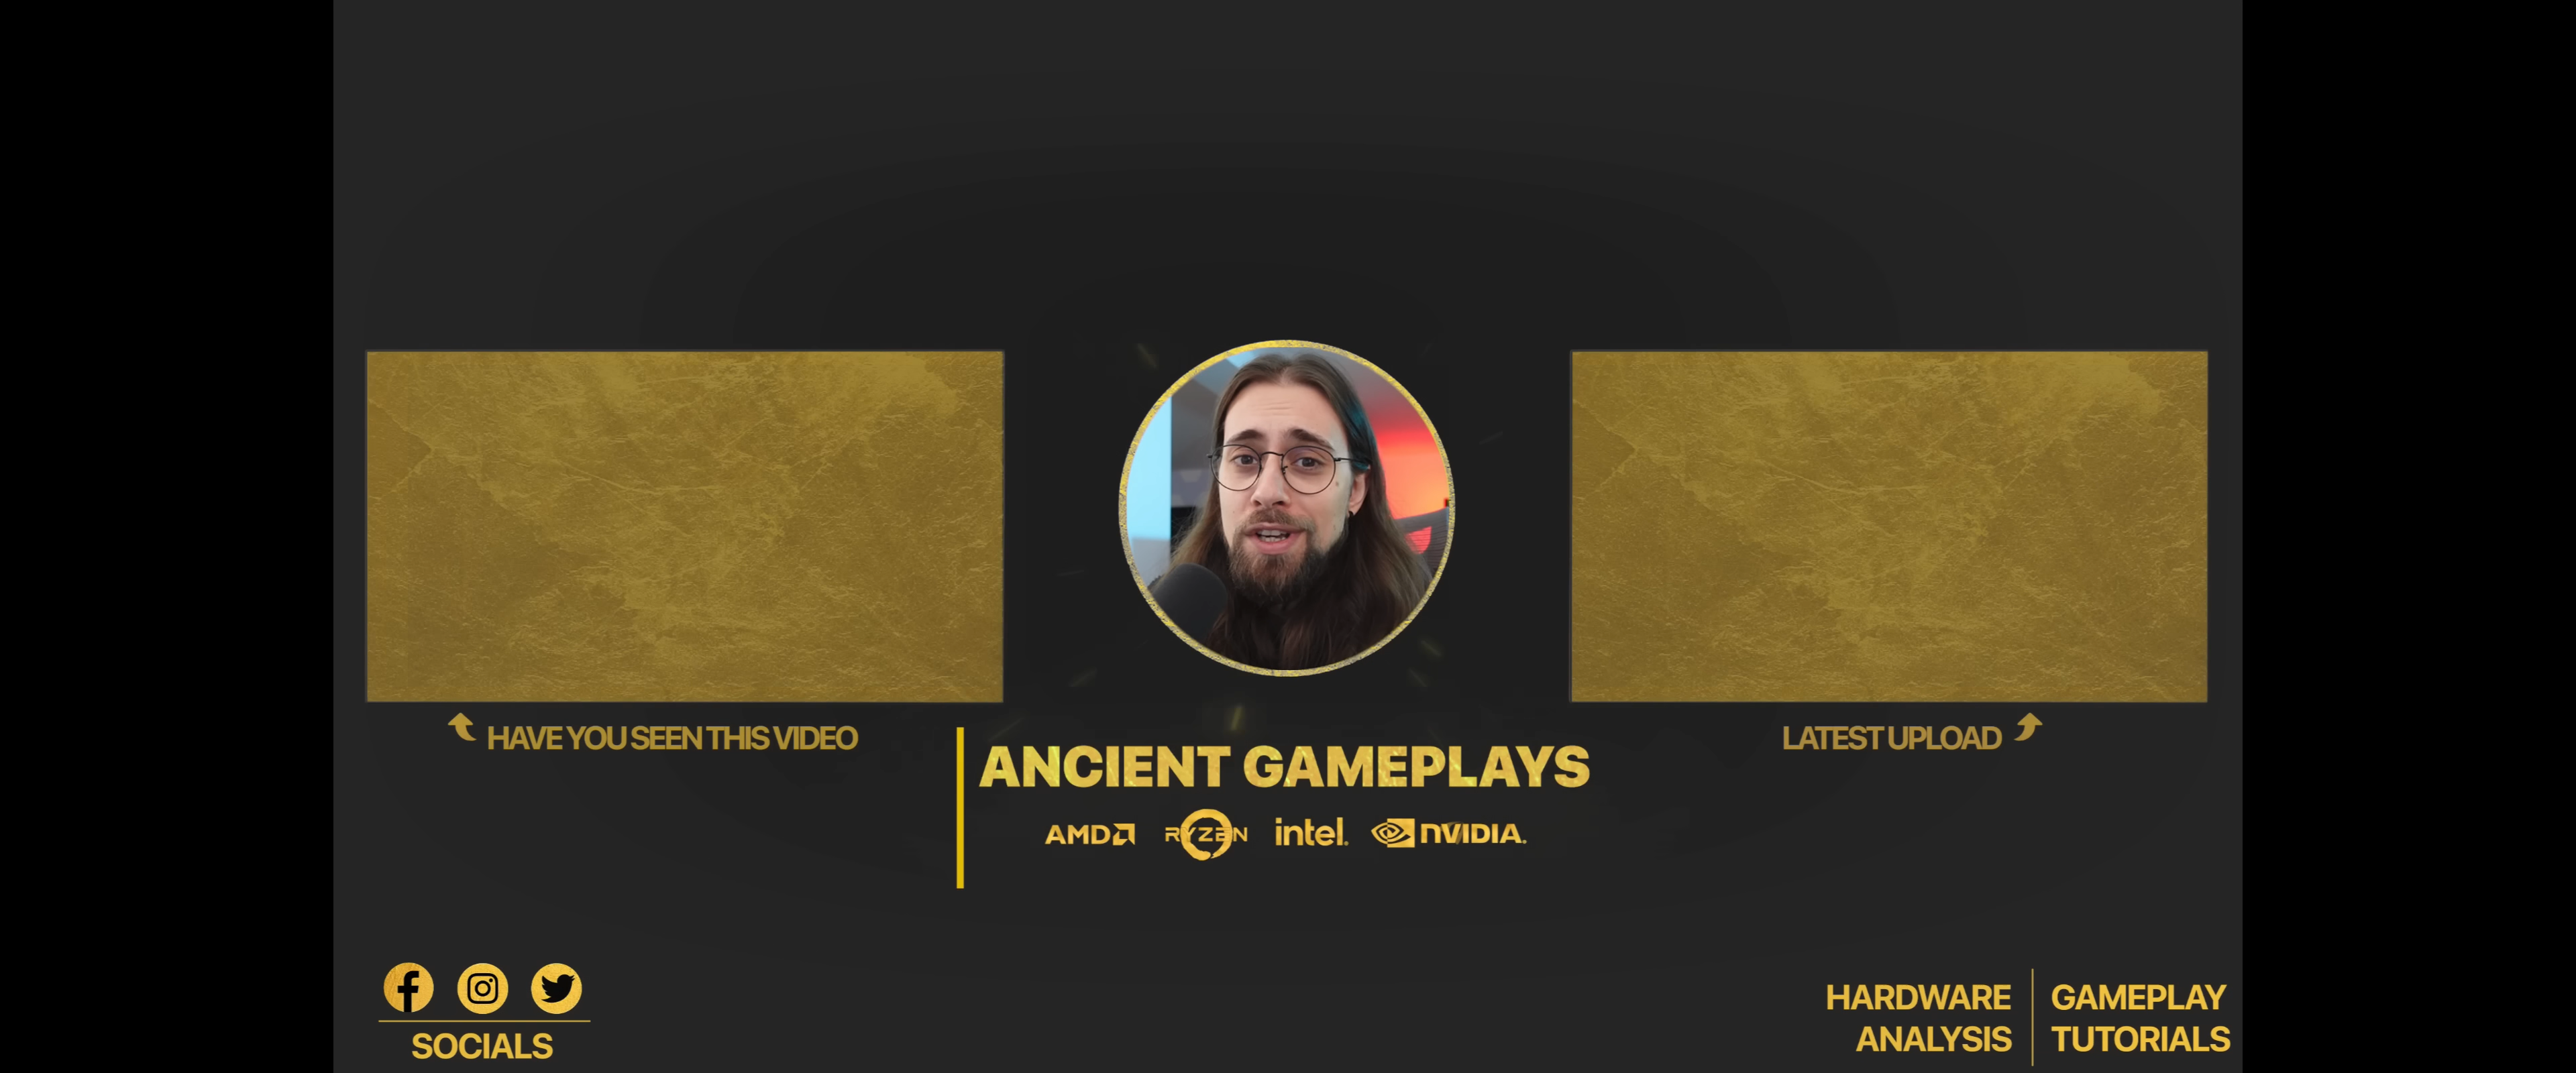 HAVE YOU SEEN THIS VIDEO
LATEST UPLOAD
ANCIENT GAMEPLAYS
AMD RYZEN intel. NVIDIA.
SOCIALS
HARDWARE
ANALYSIS
GAMEPLAY
TUTORIALS